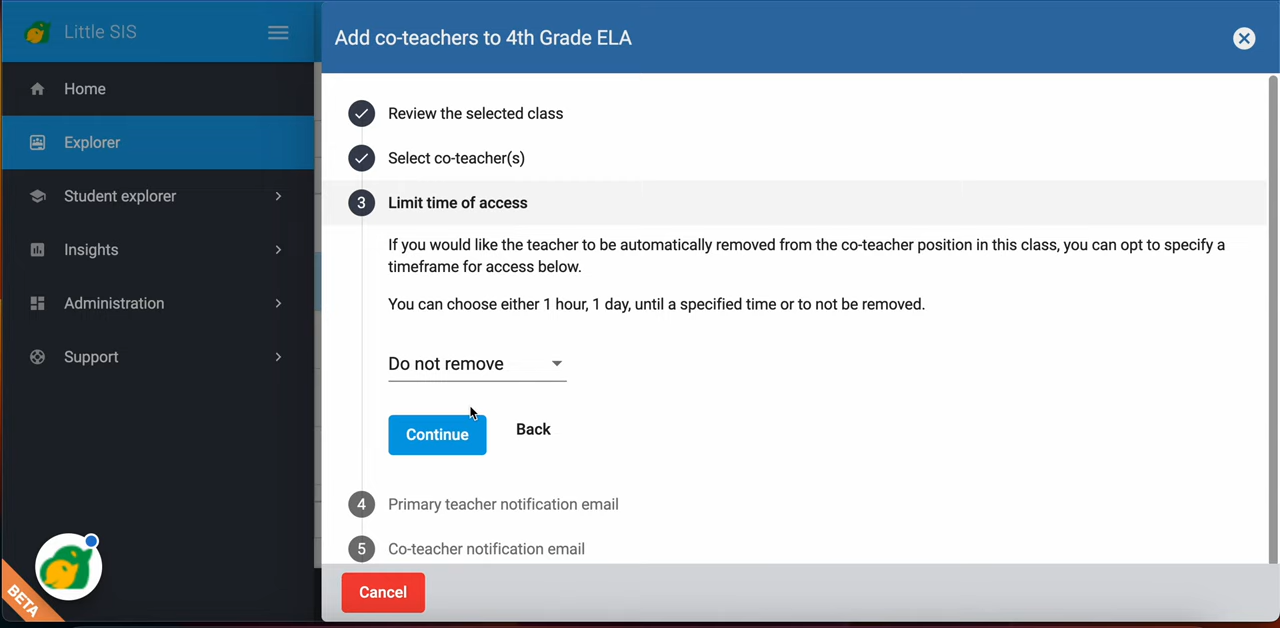 Little SIS
Home
Explorer
Student explorer
Insights
Administration
Support
BETA
Add co-teachers to 4th Grade ELA
Review the selected class
Select co-teacher(s)
3 Limit time of access
If you would like the teacher to be automatically removed from the co-teacher position in this class, you can opt to specify a
timeframe for access below.
You can choose either 1 hour, 1 day, until a specified time or to not be removed.
Do not remove
Continue Back
4 Primary teacher notification email
5 Co-teacher notification email
Cancel